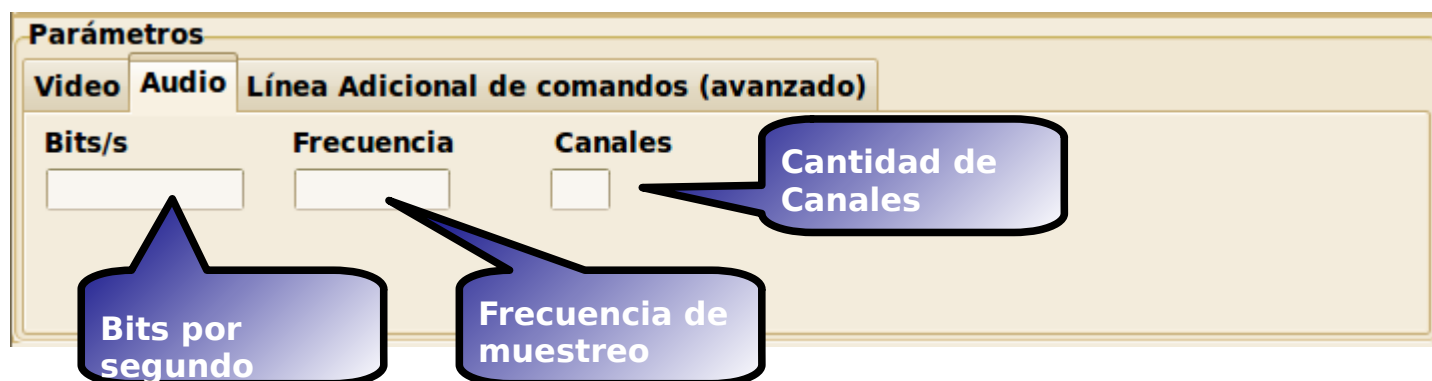 Parámetros
Video Audio Línea Adicional de comandos (avanzado)
Bits/s Frecuencia Canales
Cantidad de
Canales
Bits por
segundo
Frecuencia de
muestreo